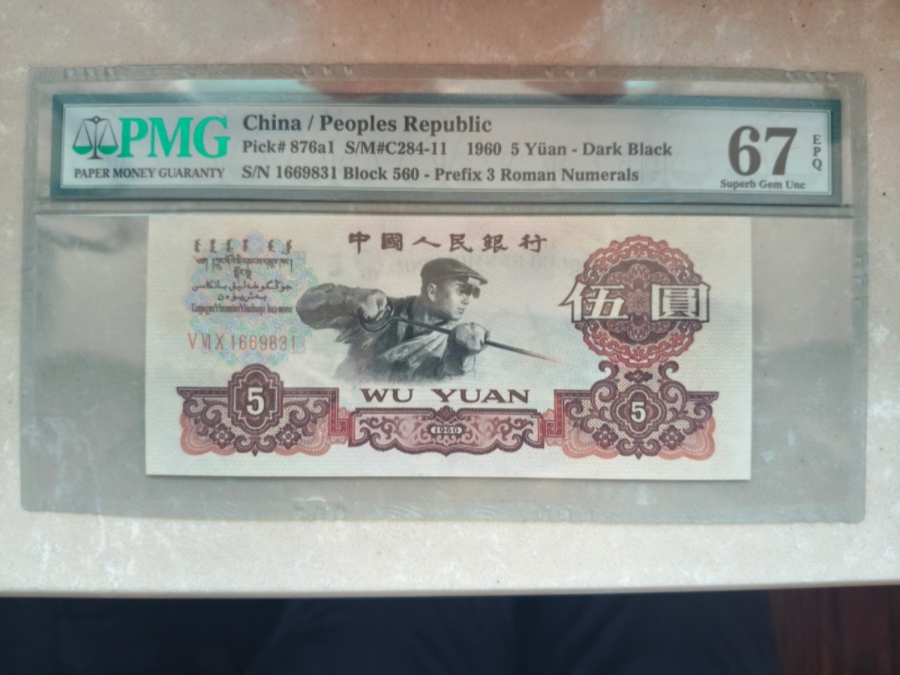 PMG
PAPER MONEY GUARANTY
China / Peoples Republic
Pick# 876a1 S/M#C284-11 1960 5 Yüan - Dark Black
S/N 1669831 Block 560 - Prefix 3 Roman Numerals
67
EPQ
Superb Gem Unc
中國人民銀行
伍圓
VVIX1669831
WU YUAN
5
1960
5